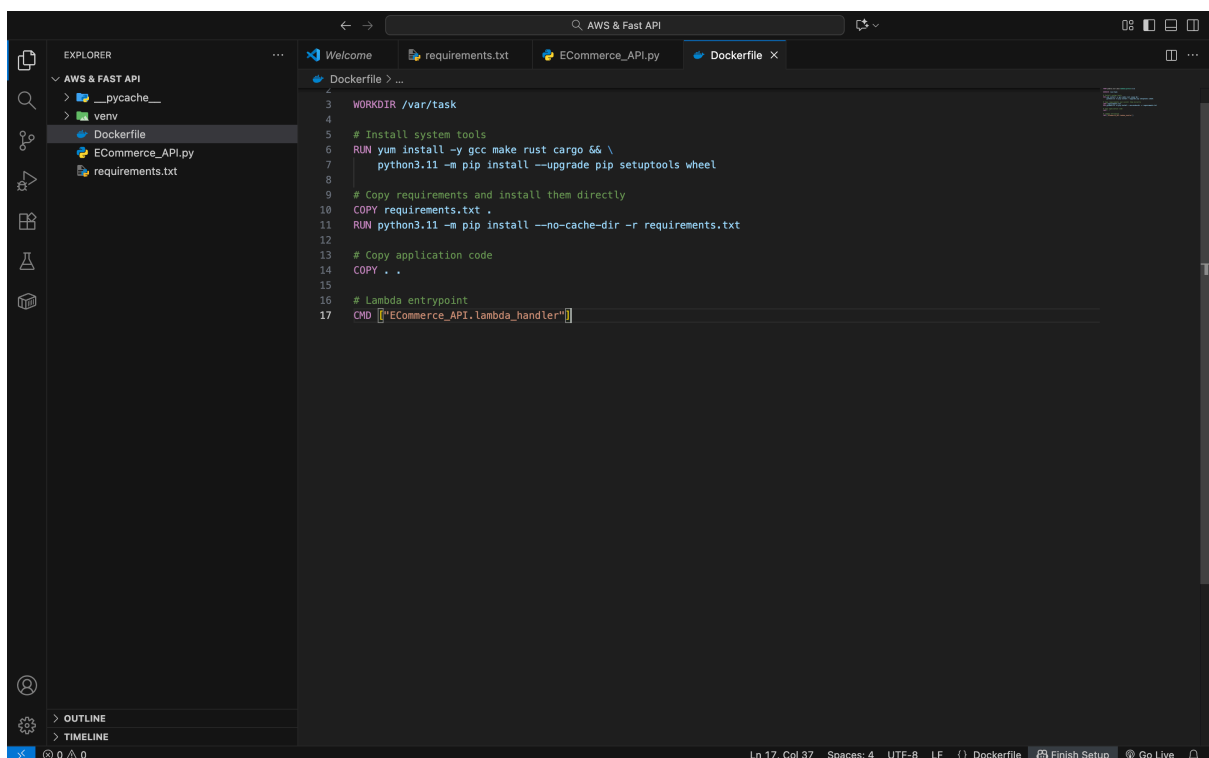 AWS & Fast API
EXPLORER
Welcome
requirements.txt
ECommerce_API.py
Dockerfile
AWS & FAST API
__pycache__
venv
Dockerfile
ECommerce_API.py
requirements.txt
OUTLINE
TIMELINE
Dockerfile > ...
2
3 WORKDIR /var/task
4
5 # Install system tools
6 RUN yum install -y gcc make rust cargo && \
7 python3.11 -m pip install --upgrade pip setuptools wheel
8
9 # Copy requirements and install them directly
10 COPY requirements.txt .
11 RUN python3.11 -m pip install --no-cache-dir -r requirements.txt
12
13 # Copy application code
14 COPY . .
15
16 # Lambda entrypoint
17 CMD ["ECommerce_API.lambda_handler"]
0 0
Ln 17, Col 37 Spaces: 4 UTF-8 LF {} Dockerfile Finish Setup Go Live